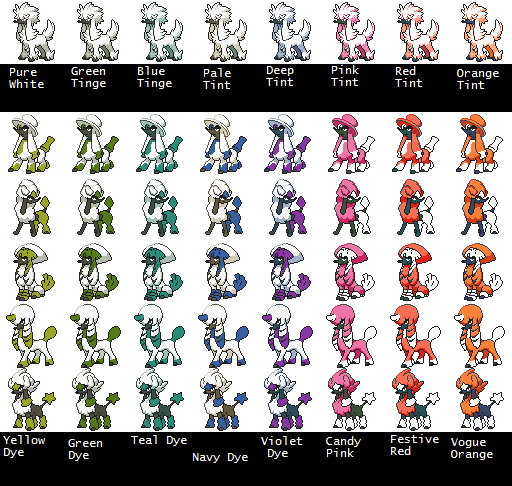 Pure White
Green Tinge
Blue Tinge
Pale Tint
Deep Tint
Pink Tint
Red Tint
Orange Tint
Yellow Dye
Green Dye
Teal Dye
Navy Dye
Violet Dye
Candy Pink
Festive Red
Vogue Orange